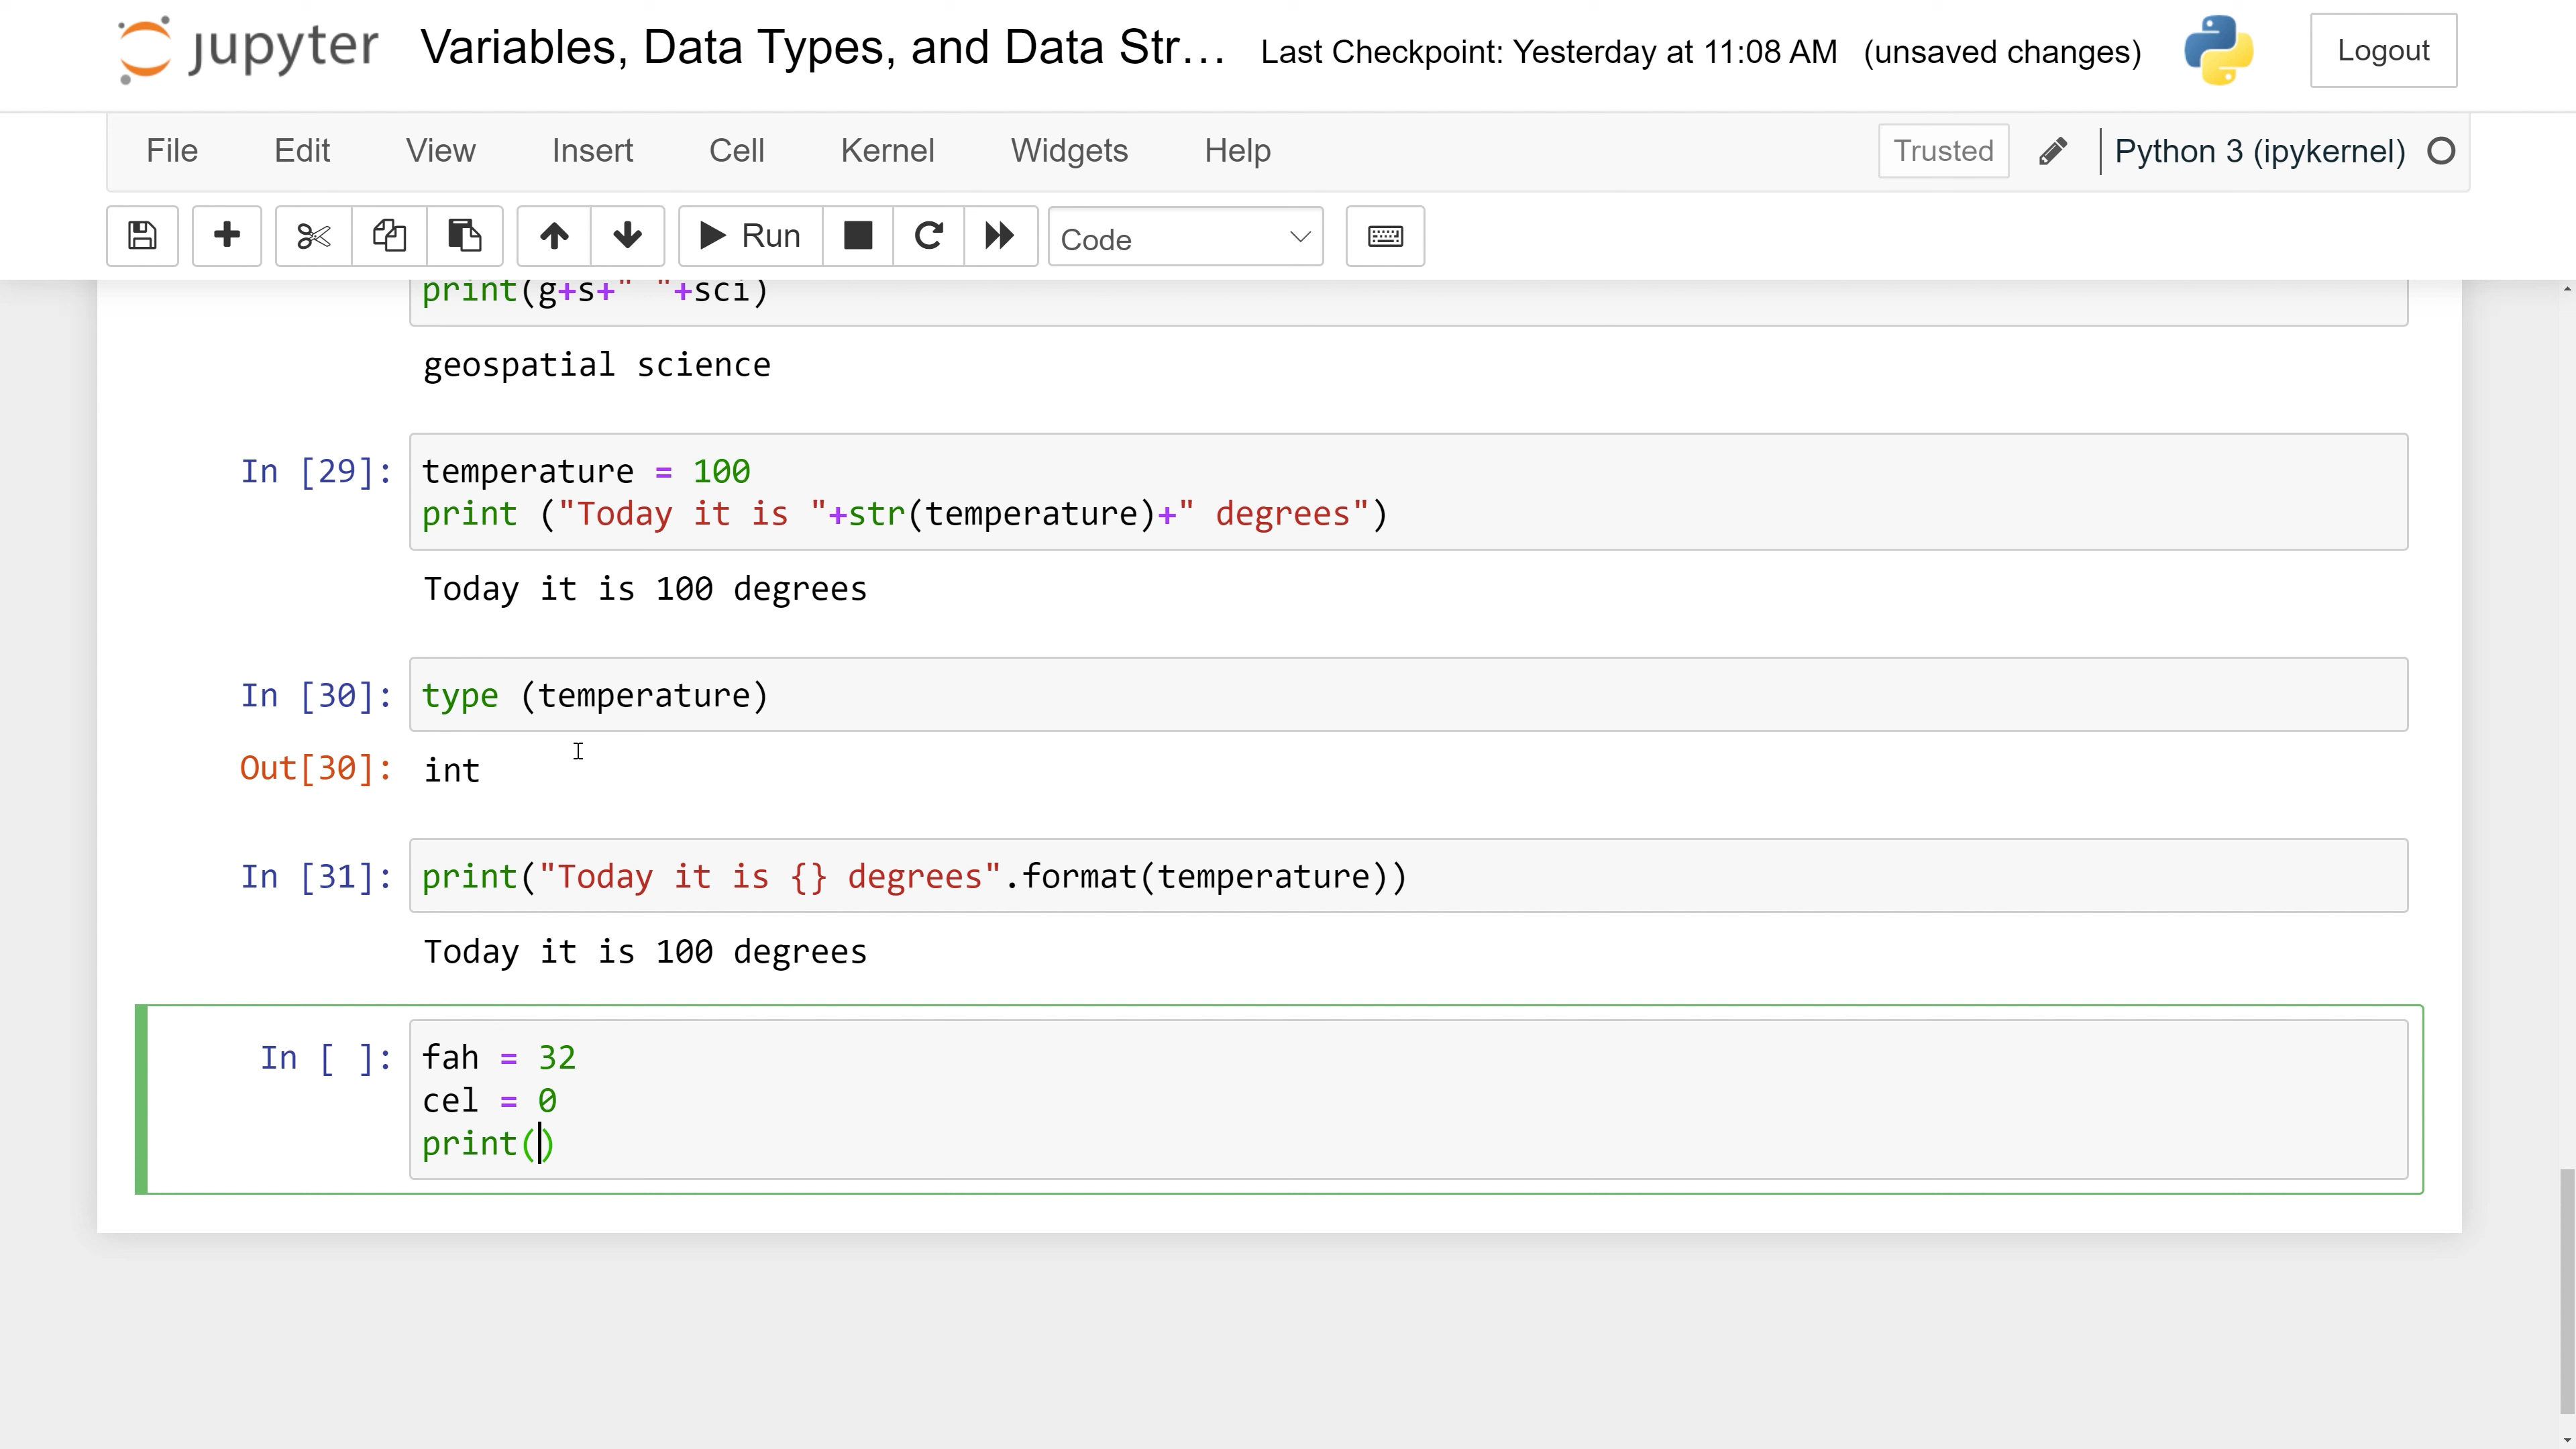 jupyter Variables, Data Types, and Data Str... Last Checkpoint: Yesterday at 11:08 AM (unsaved changes) Logout
File Edit View Insert Cell Kernel Widgets Help Trusted Python 3 (ipykernel)
Run Code
print(g+s+" "+sci)
geospatial science
In [29]: temperature = 100
print ("Today it is "+str(temperature)+" degrees")
Today it is 100 degrees
In [30]: type (temperature)
Out[30]: int
In [31]: print("Today it is {} degrees".format(temperature))
Today it is 100 degrees
In [ ]: fah = 32
cel = 0
print()